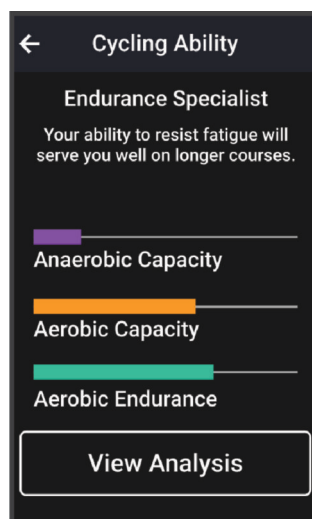 Cycling Ability
Endurance Specialist
Your ability to resist fatigue will
serve you well on longer courses.
Anaerobic Capacity
Aerobic Capacity
Aerobic Endurance
View Analysis